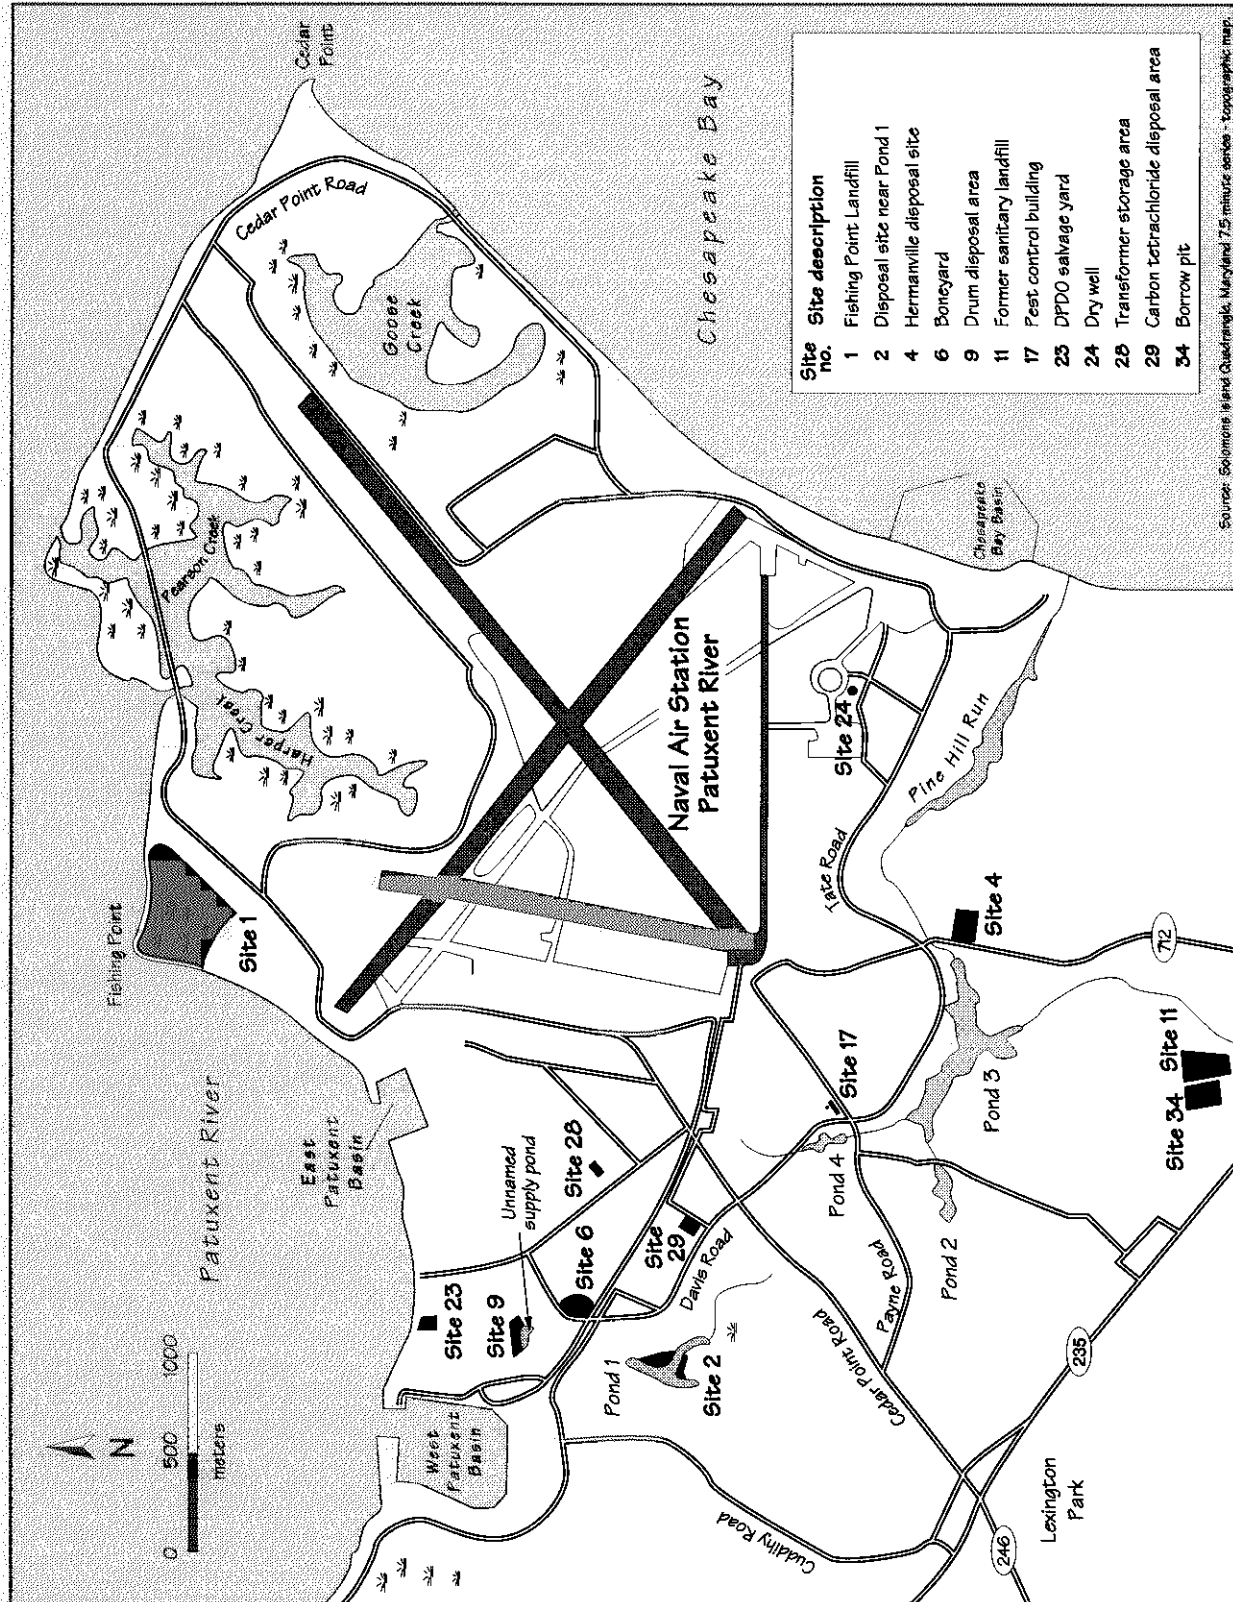 Cedar
Point
Cedar Point Road
Goose
Creek
Chesapeake Bay
Pearson Creek
Harper Creek
Fishing Point
Site 1
Patuxent River
East
Patuxent
Basin
Naval Air Station
Patuxent River
Chesapeake
Bay Basin
Site 24
Pine Hill Run
Tate Road
Site 4
712
Site 17
Pond 3
Site 11
Site 34
Pond 4
Pond 2
Payne Road
Cedar Point Road
Davis Road
Site
29
Site 28
Unnamed
supply pond
Site 6
Site 23
Site 9
Pond 1
Site 2
West
Patuxent
Basin
Cuddihy Road
235
246
Lexington
Park
N
0 500 1000
meters
Site no. Site description
1 Fishing Point Landfill
2 Disposal site near Pond 1
4 Hermanville disposal site
6 Boneyard
9 Drum disposal area
11 Former sanitary landfill
17 Pest control building
23 DPDO salvage yard
24 Dry well
28 Transformer storage area
29 Carbon tetrachloride disposal area
34 Borrow pit
Source: Solomons Island Quadrangle, Maryland 7.5 minute series - topographic map.